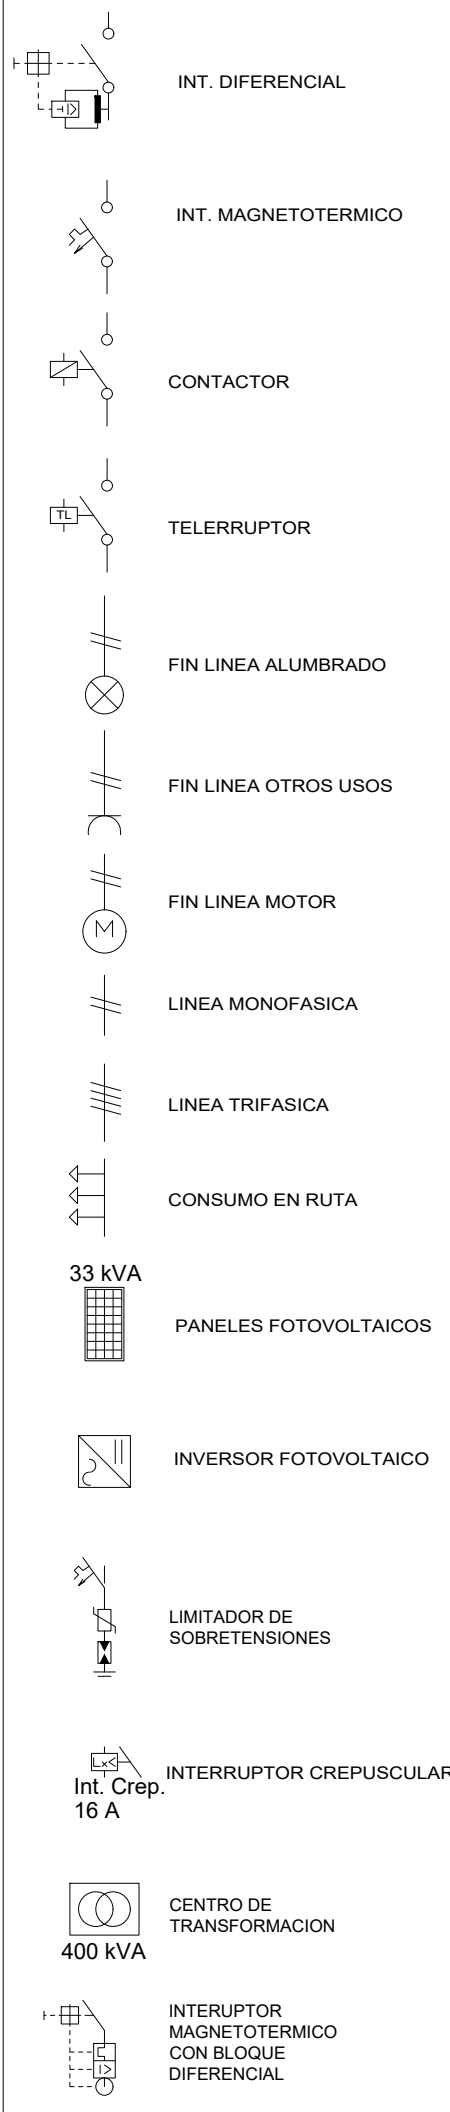 INT. DIFERENCIAL
I>
INT. MAGNETOTERMICO
CONTACTOR
TL
TELERRUPTOR
FIN LINEA ALUMBRADO
FIN LINEA OTROS USOS
M
FIN LINEA MOTOR
LINEA MONOFASICA
LINEA TRIFASICA
CONSUMO EN RUTA
33 kVA
PANELES FOTOVOLTAICOS
INVERSOR FOTOVOLTAICO
LIMITADOR DE
SOBRETENSIONES
Lx<
INTERRUPTOR CREPUSCULAR
Int. Crep.
16 A
CENTRO DE
TRANSFORMACION
400 kVA
INTERUPTOR
MAGNETOTERMICO
CON BLOQUE
DIFERENCIAL
I>